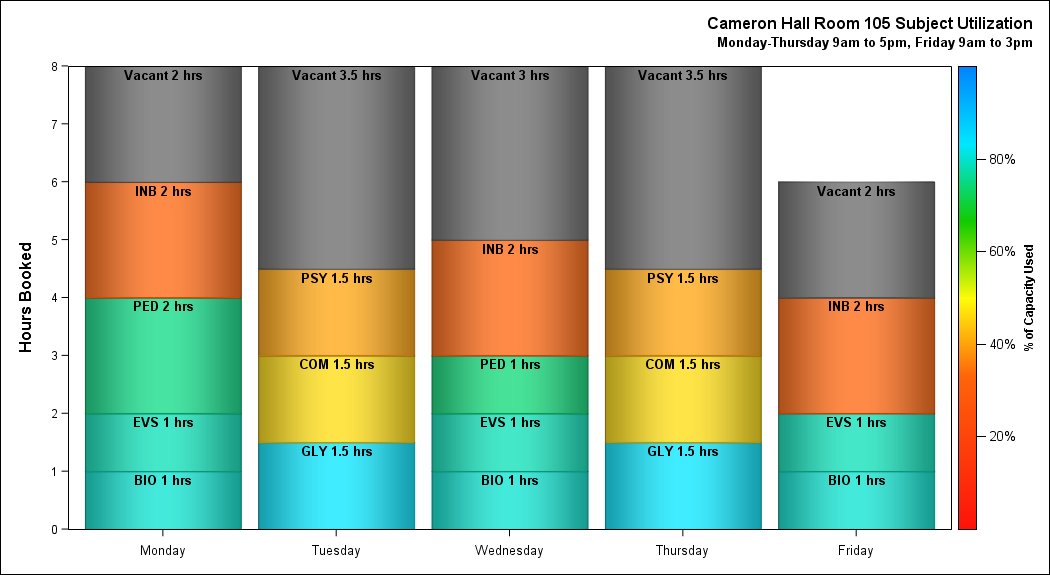 Cameron Hall Room 105 Subject Utilization
Monday-Thursday 9am to 5pm, Friday 9am to 3pm
Hours Booked
8
7
6
5
4
3
2
1
0
Vacant 2 hrs
INB 2 hrs
PED 2 hrs
EVS 1 hrs
BIO 1 hrs
Monday
Vacant 3.5 hrs
PSY 1.5 hrs
COM 1.5 hrs
GLY 1.5 hrs
Tuesday
Vacant 3 hrs
INB 2 hrs
PED 1 hrs
EVS 1 hrs
BIO 1 hrs
Wednesday
Vacant 3.5 hrs
PSY 1.5 hrs
COM 1.5 hrs
GLY 1.5 hrs
Thursday
Vacant 2 hrs
INB 2 hrs
EVS 1 hrs
BIO 1 hrs
Friday
80%
60%
40%
20%
% of Capacity Used